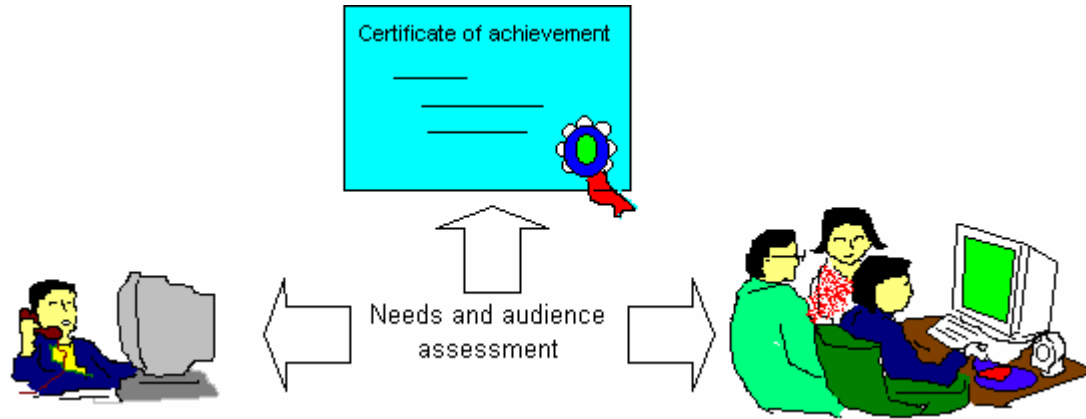 Certificate of achievement
Needs and audience
assessment